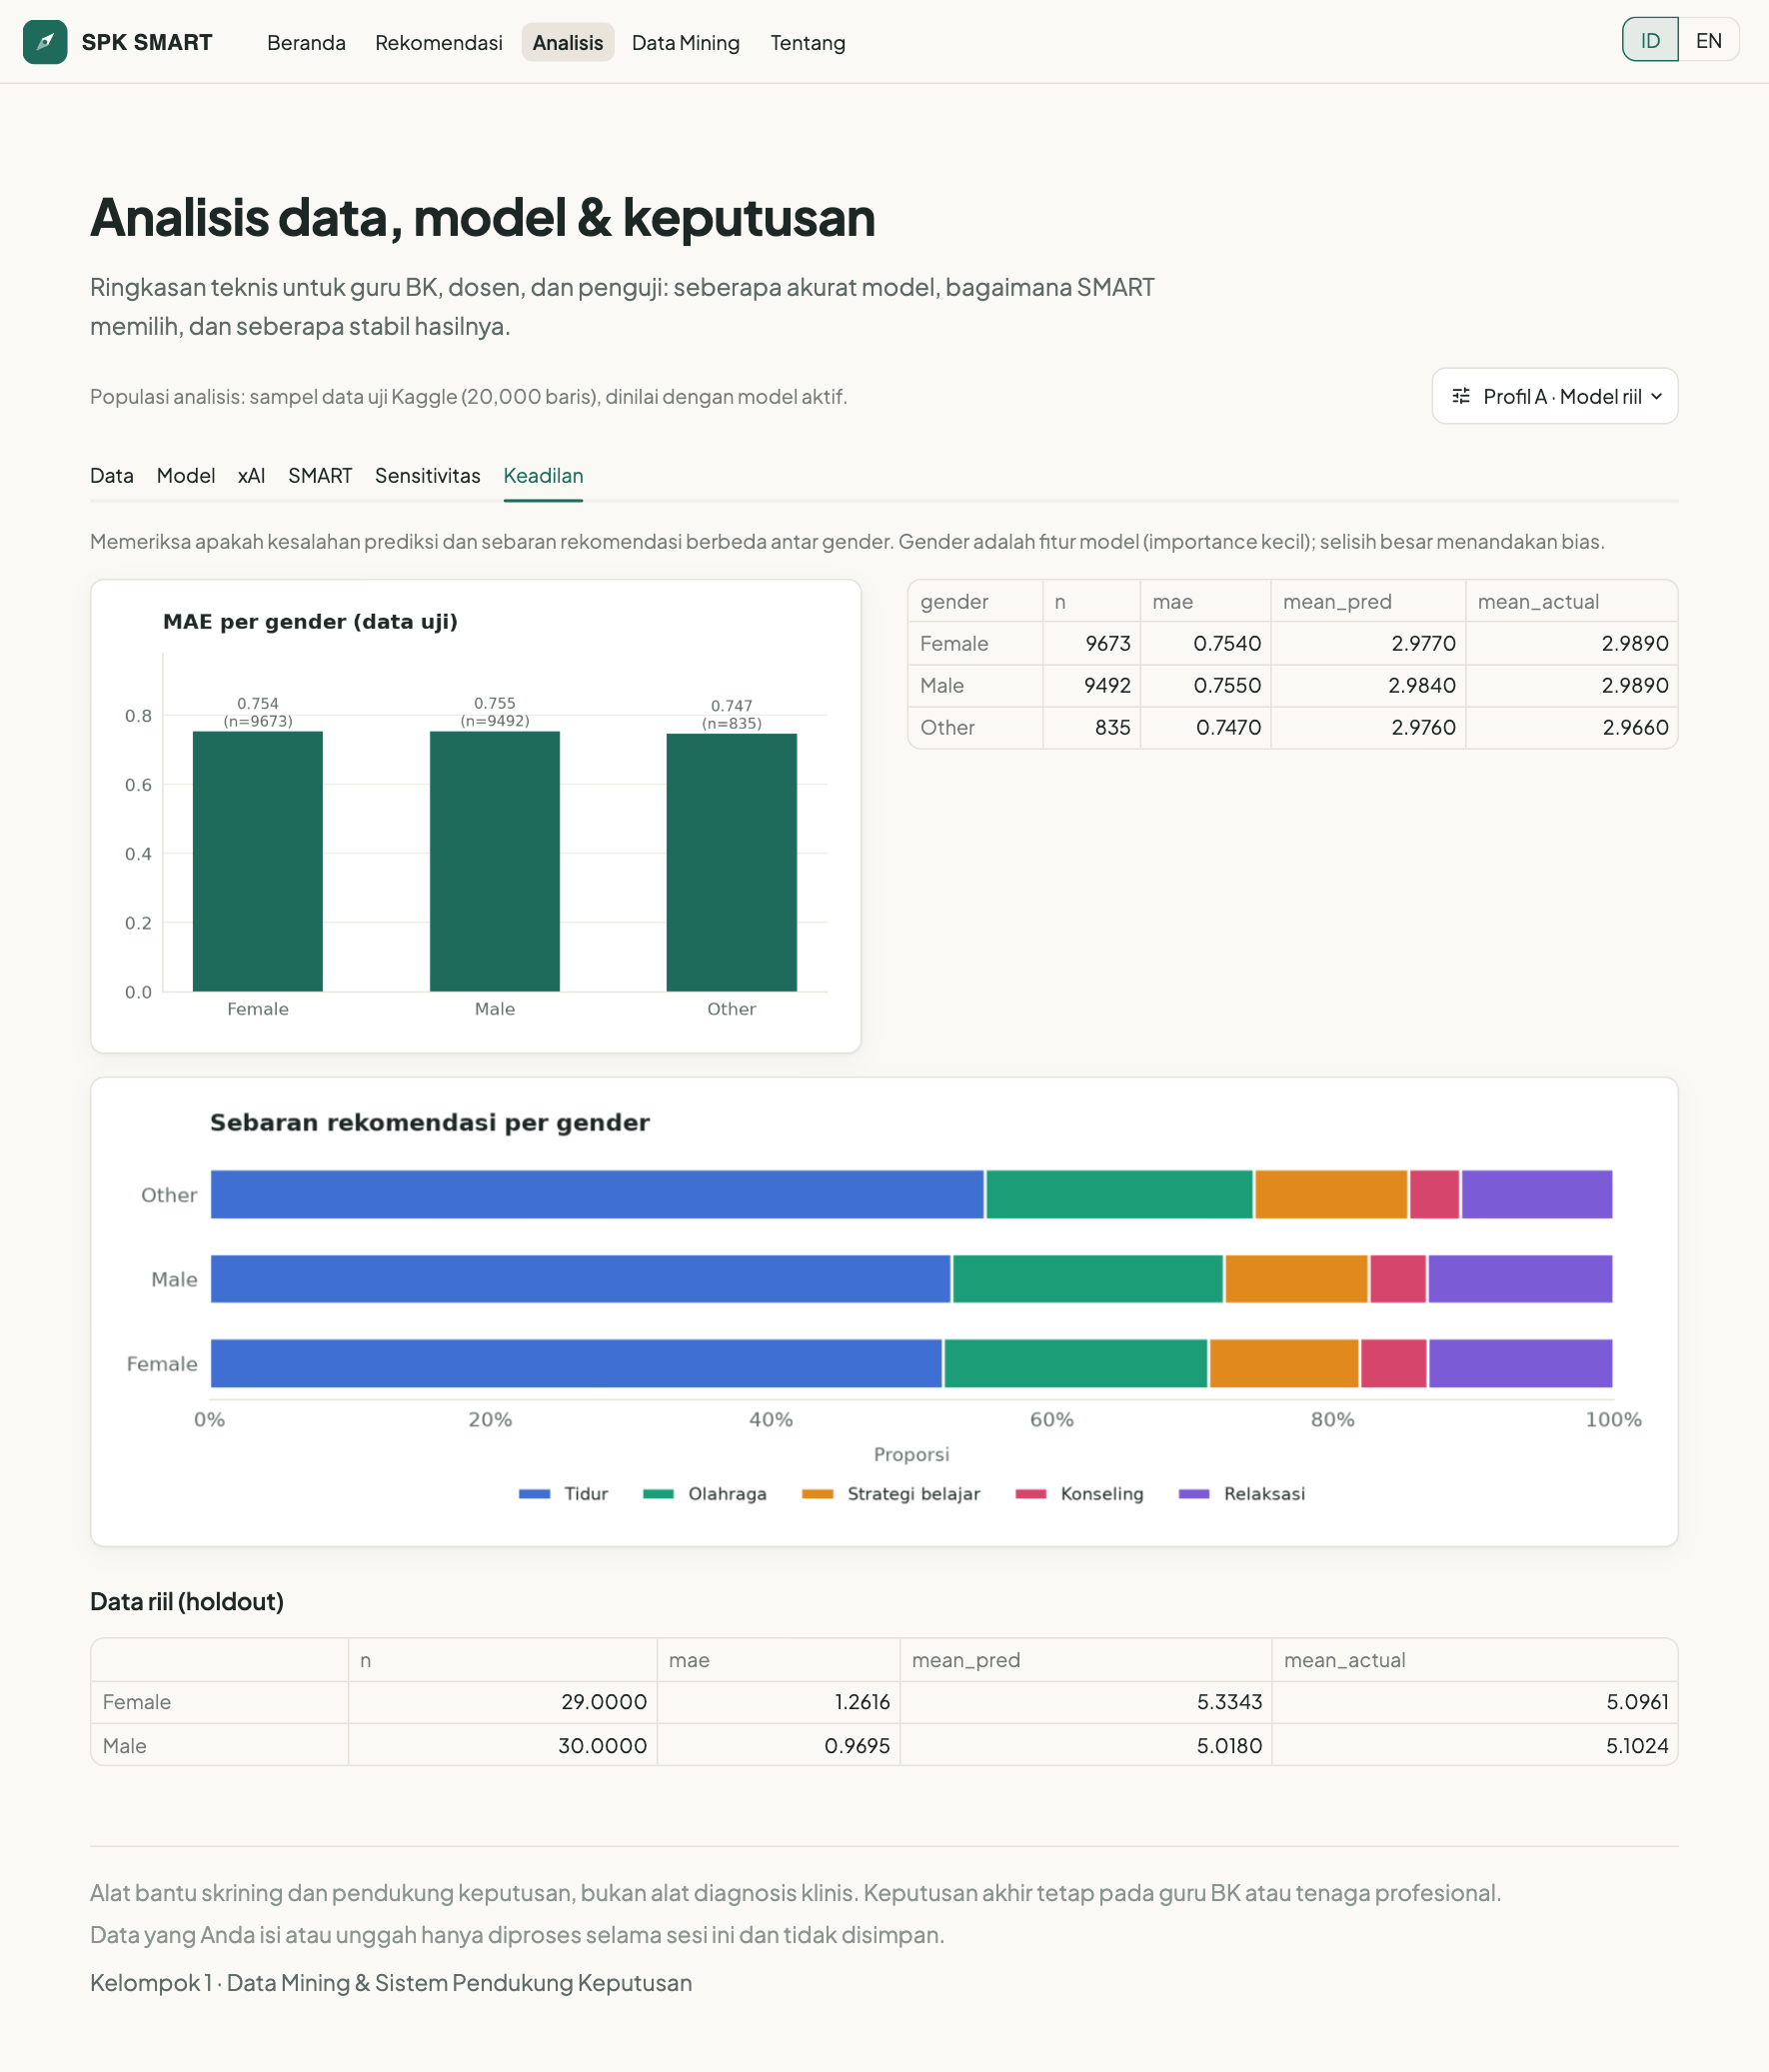 SPK SMART
Beranda
Rekomendasi
Analisis
Data Mining
Tentang
ID
EN
Analisis data, model & keputusan
Ringkasan teknis untuk guru BK, dosen, dan penguji: seberapa akurat model, bagaimana SMART
memilih, dan seberapa stabil hasilnya.
Populasi analisis: sampel data uji Kaggle (20,000 baris), dinilai dengan model aktif.
Profil A · Model riil
Data
Model
xAI
SMART
Sensitivitas
Keadilan
Memeriksa apakah kesalahan prediksi dan sebaran rekomendasi berbeda antar gender. Gender adalah fitur model (importance kecil); selisih besar menandakan bias.
MAE per gender (data uji)
0.754
(n=9673)
0.755
(n=9492)
0.747
(n=835)
0.8
0.6
0.4
0.2
0.0
Female
Male
Other
gender n mae mean_pred mean_actual
Female 9673 0.7540 2.9770 2.9890
Male 9492 0.7550 2.9840 2.9890
Other 835 0.7470 2.9760 2.9660
Sebaran rekomendasi per gender
Other
Male
Female
0% 20% 40% 60% 80% 100%
Proporsi
Tidur Olahraga Strategi belajar Konseling Relaksasi
Data riil (holdout)
n mae mean_pred mean_actual
Female 29.0000 1.2616 5.3343 5.0961
Male 30.0000 0.9695 5.0180 5.1024
Alat bantu skrining dan pendukung keputusan, bukan alat diagnosis klinis. Keputusan akhir tetap pada guru BK atau tenaga profesional.
Data yang Anda isi atau unggah hanya diproses selama sesi ini dan tidak disimpan.
Kelompok 1 · Data Mining & Sistem Pendukung Keputusan